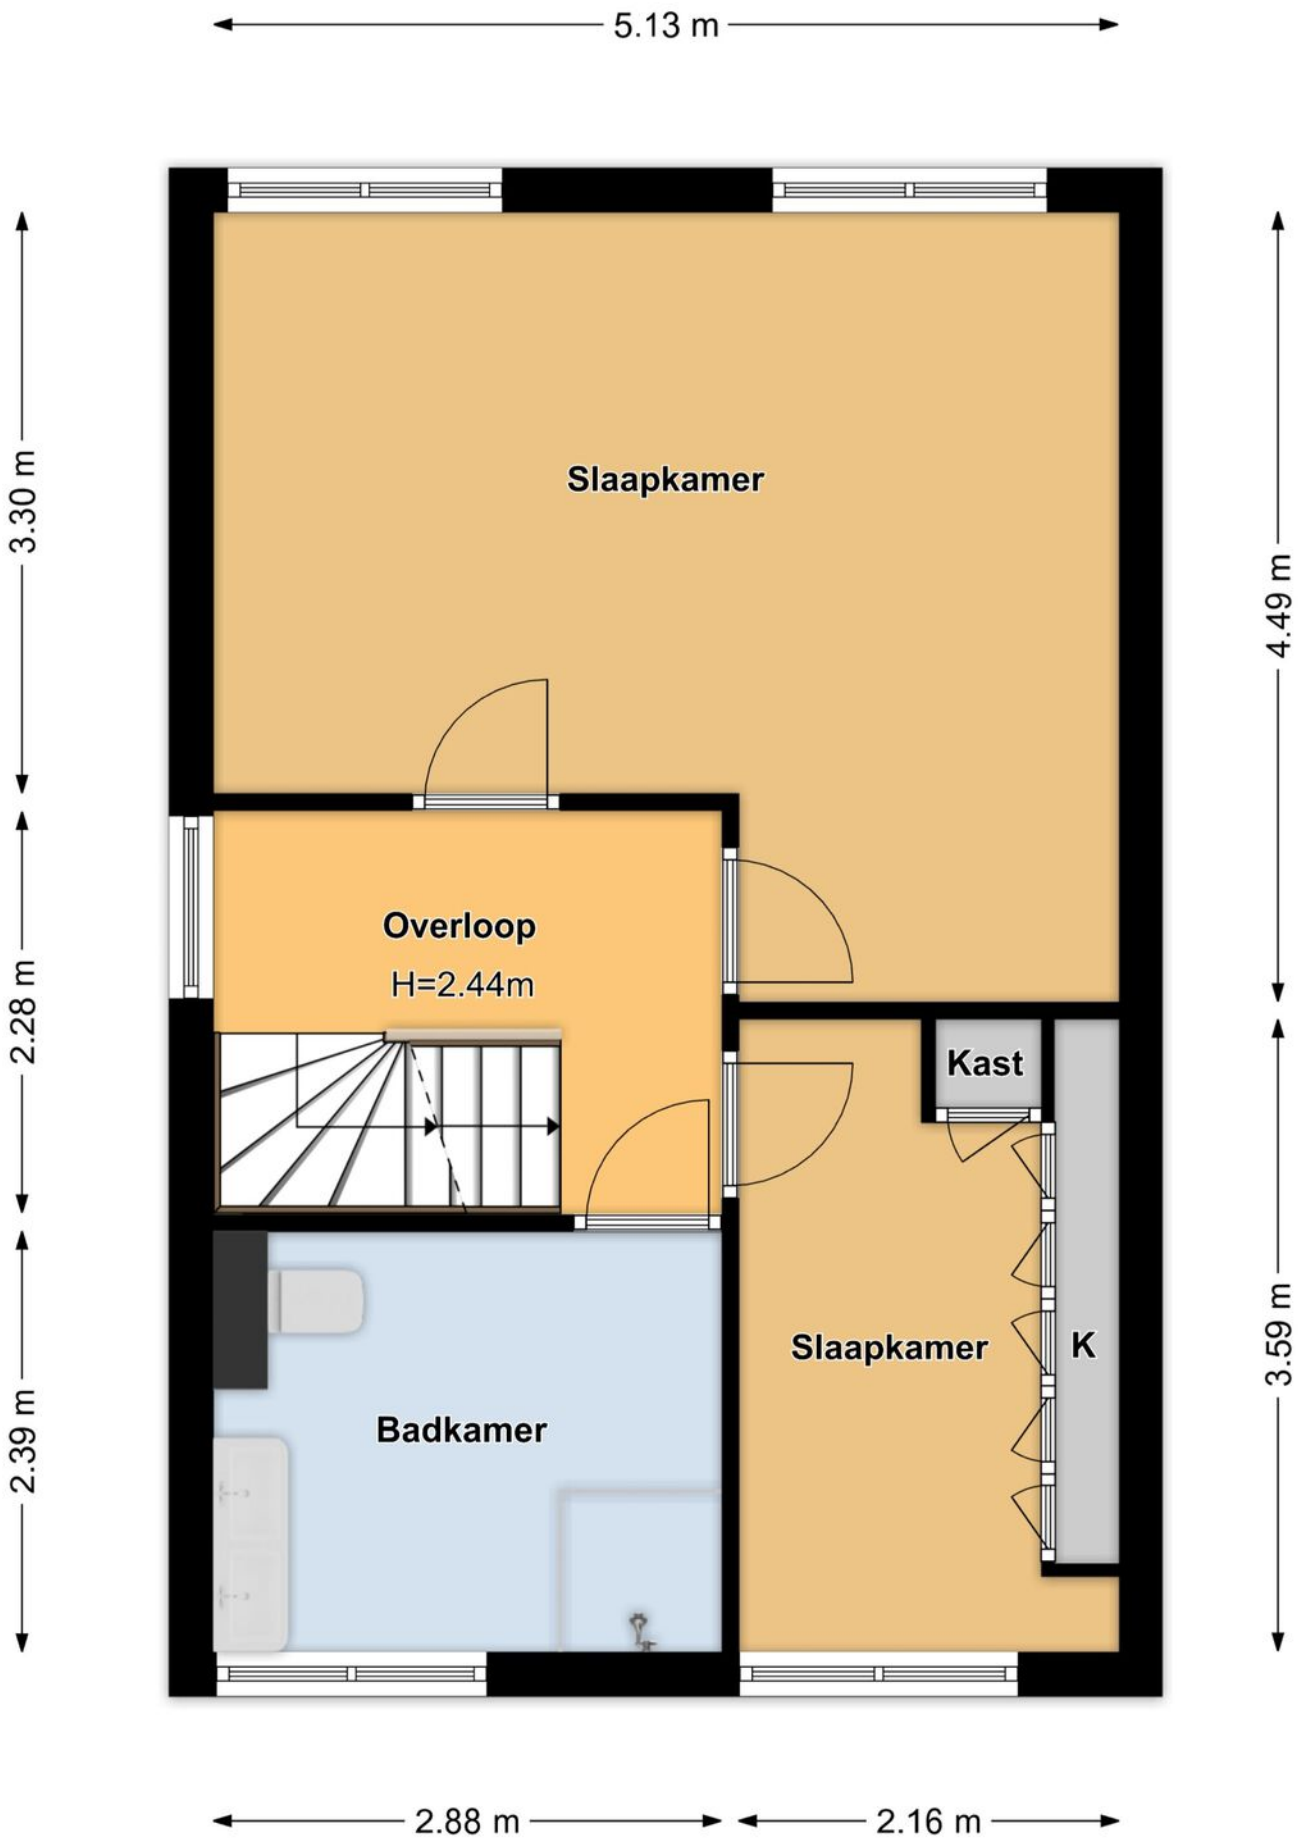 5.13 m
3.30 m
Slaapkamer
4.49 m
Overloop
H=2.44m
2.28 m
Kast
Slaapkamer
K
3.59 m
Badkamer
2.39 m
2.88 m
2.16 m